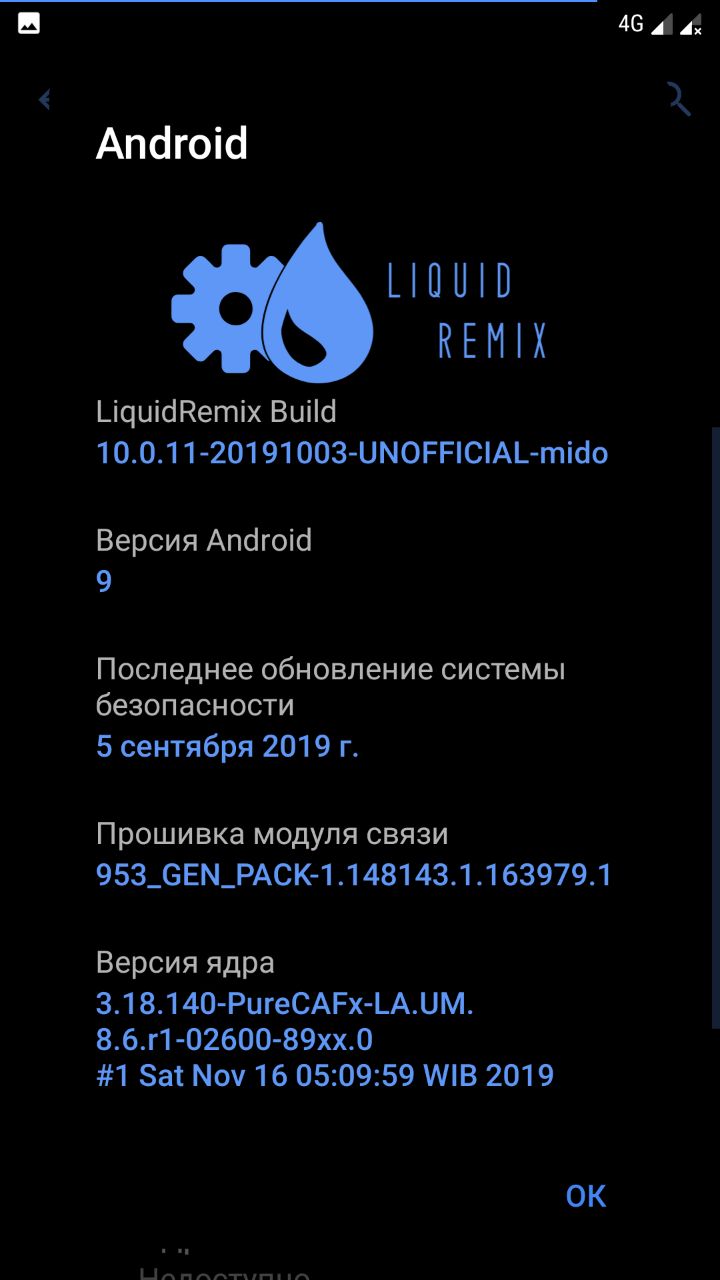 4G
Android
LIQUID
REMIX
LiquidRemix Build
10.0.11-20191003-UNOFFICIAL-mido
Версия Android
9
Последнее обновление системы
безопасности
5 сентября 2019 г.
Прошивка модуля связи
953_GEN_PACK-1.148143.1.163979.1
Версия ядра
3.18.140-PureCAFx-LA.UM.
8.6.r1-02600-89xx.0
#1 Sat Nov 16 05:09:59 WIB 2019
ОК
Недоступно